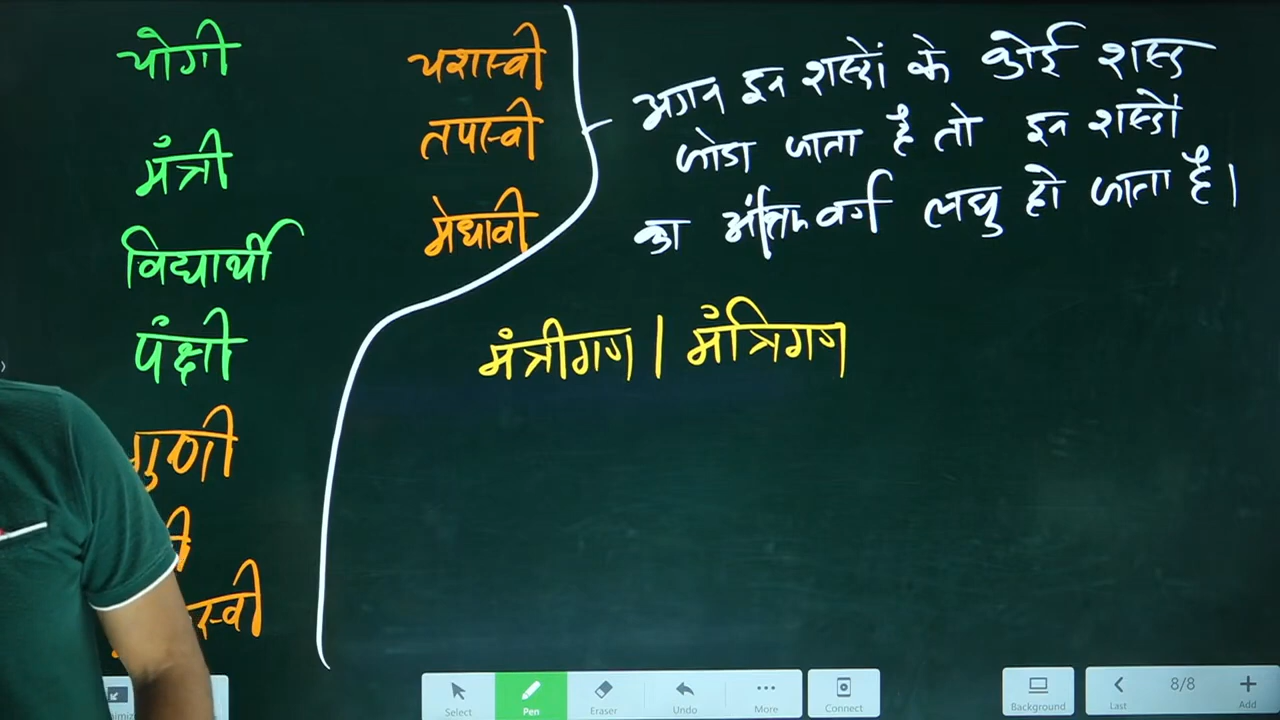 योगी
मंत्री
विद्यार्थी
पंक्षी
गुणी
स्वी
यशस्वी
तपस्वी
मेधावी
अगर इन शब्दों के कोई शब्द
जोडा जाता है तो इन शब्दों
का अंतिम वर्ण लघु हो जाता है।
मंत्रीगण | मंत्रिगण
Select
Pen
Eraser
Undo
More
Connect
Background
Last
8/8
Add